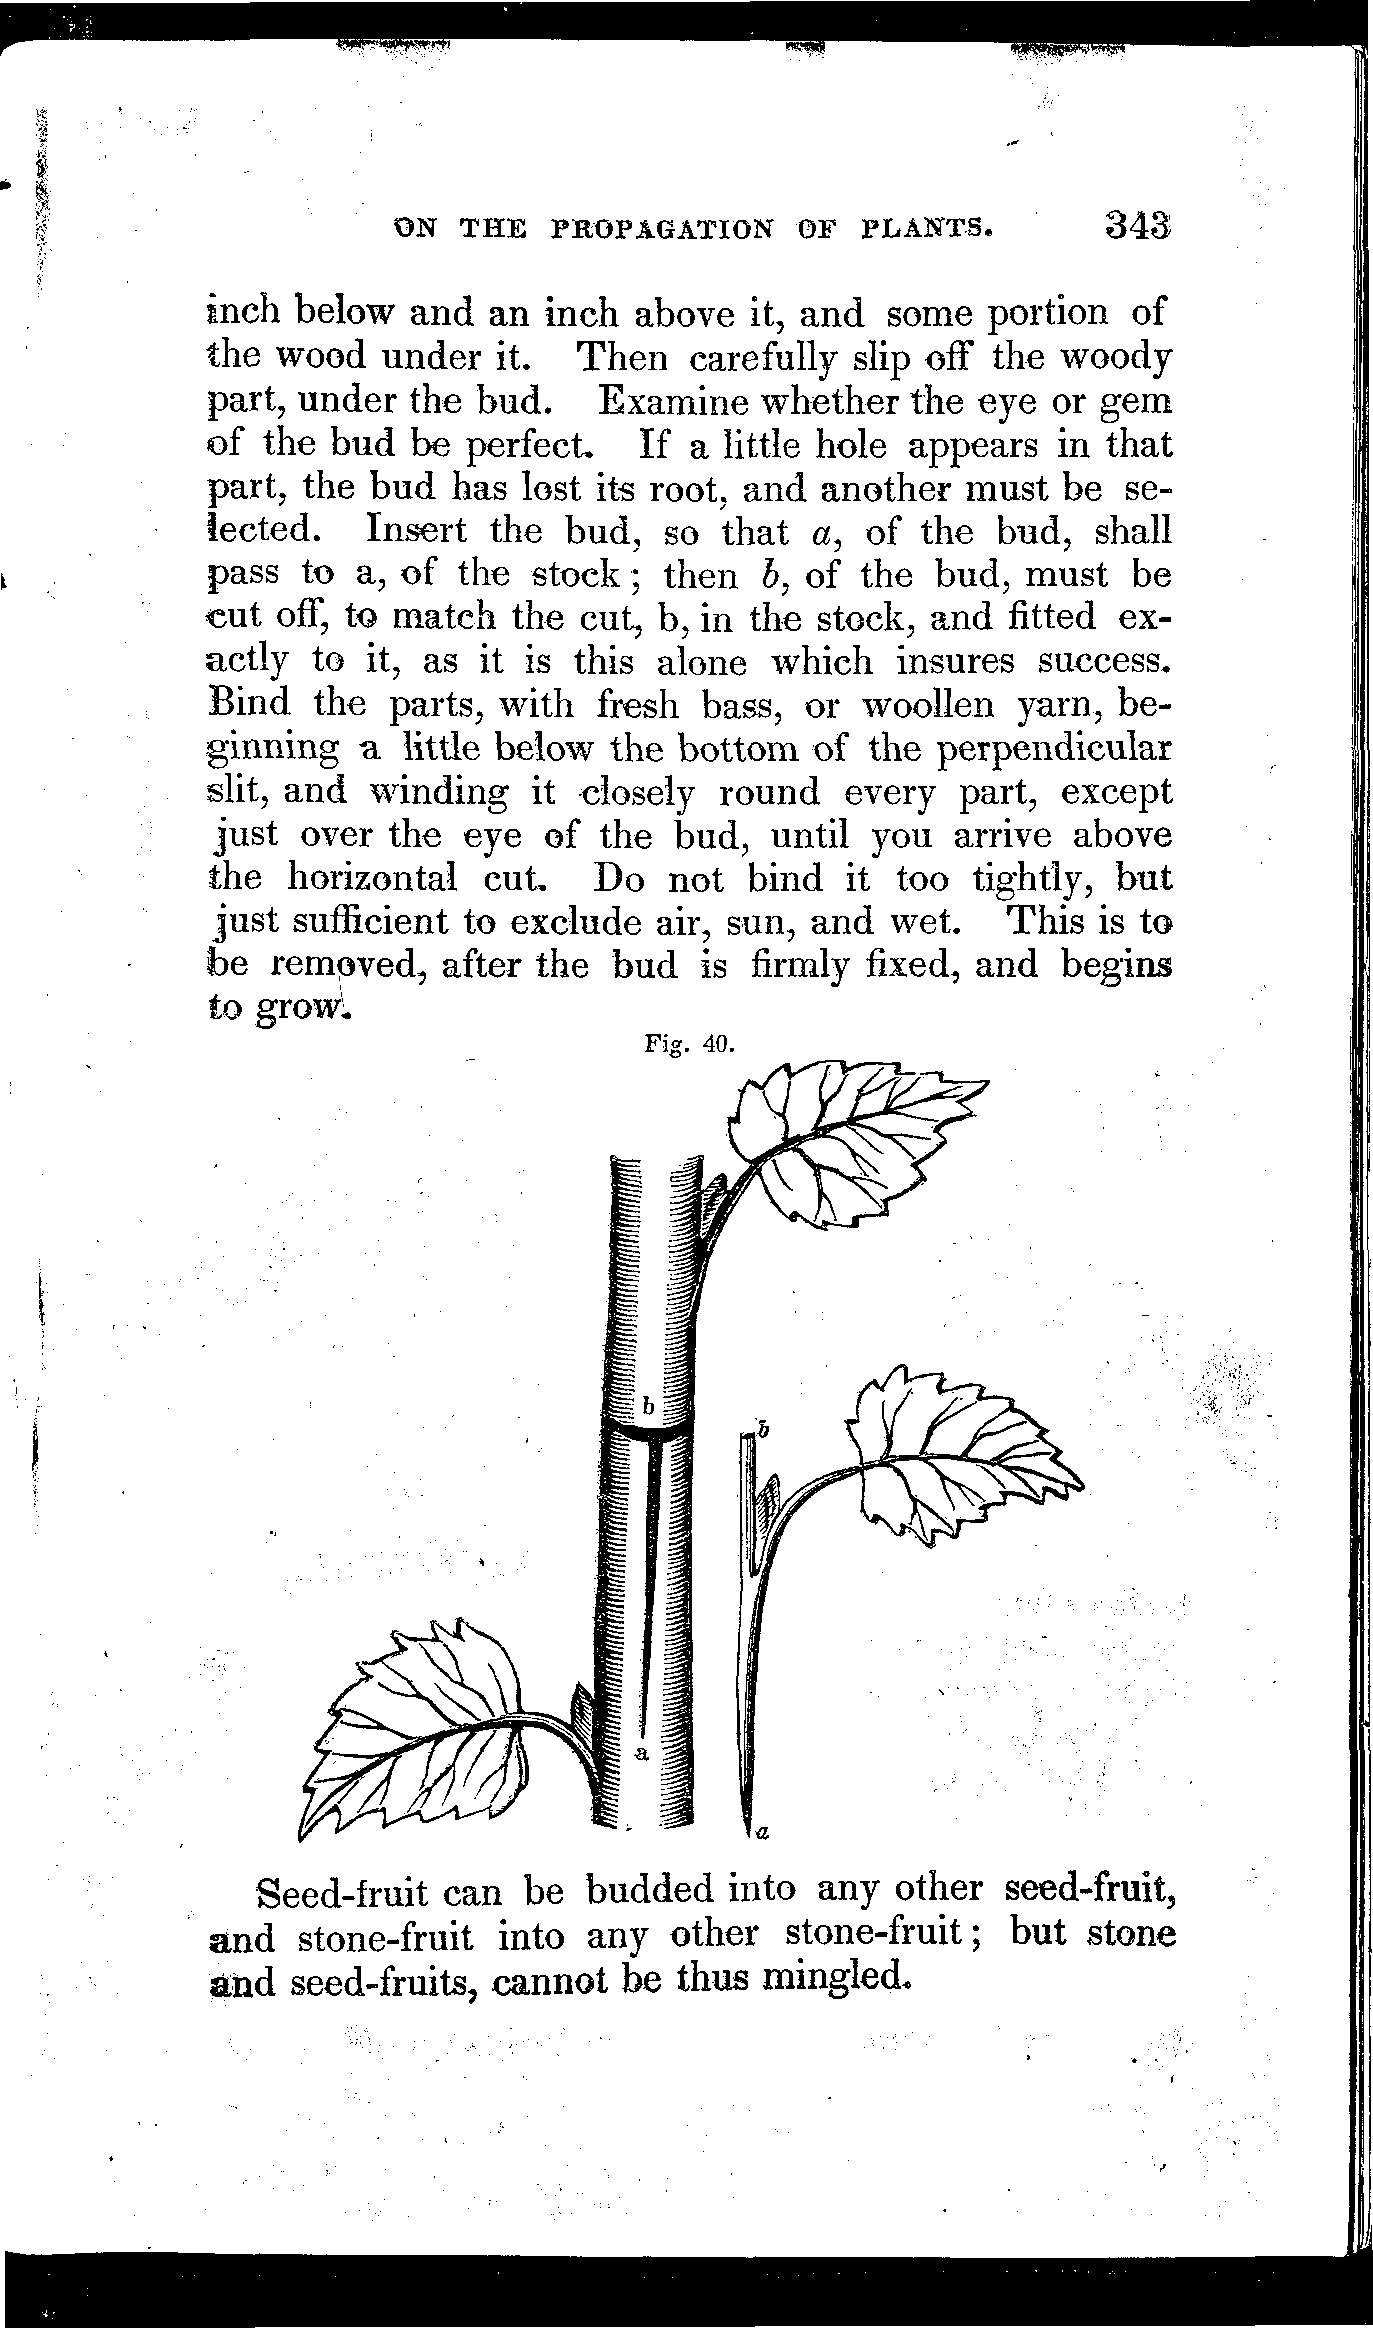 ON THE PROPAGATION OF PLANTS. 343
inch below and an inch above it, and some portion of
the wood under it. Then carefully slip off the woody
part, under the bud. Examine whether the eye or gem
of the bud be perfect. If a little hole appears in that
part, the bud has lost its root, and another must be se-
lected. Insert the bud, so that a, of the bud, shall
pass to a, of the stock; then b, of the bud, must be
cut off, to match the cut, b, in the stock, and fitted ex-
actly to it, as it is this alone which insures success.
Bind the parts, with fresh bass, or woollen yarn, be-
ginning a little below the bottom of the perpendicular
slit, and winding it closely round every part, except
just over the eye of the bud, until you arrive above
the horizontal cut. Do not bind it too tightly, but
just sufficient to exclude air, sun, and wet. This is to
be removed, after the bud is firmly fixed, and begins
to grow.
Fig. 40.
b
b
a
a
Seed-fruit can be budded into any other seed-fruit,
and stone-fruit into any other stone-fruit; but stone
and seed-fruits, cannot be thus mingled.